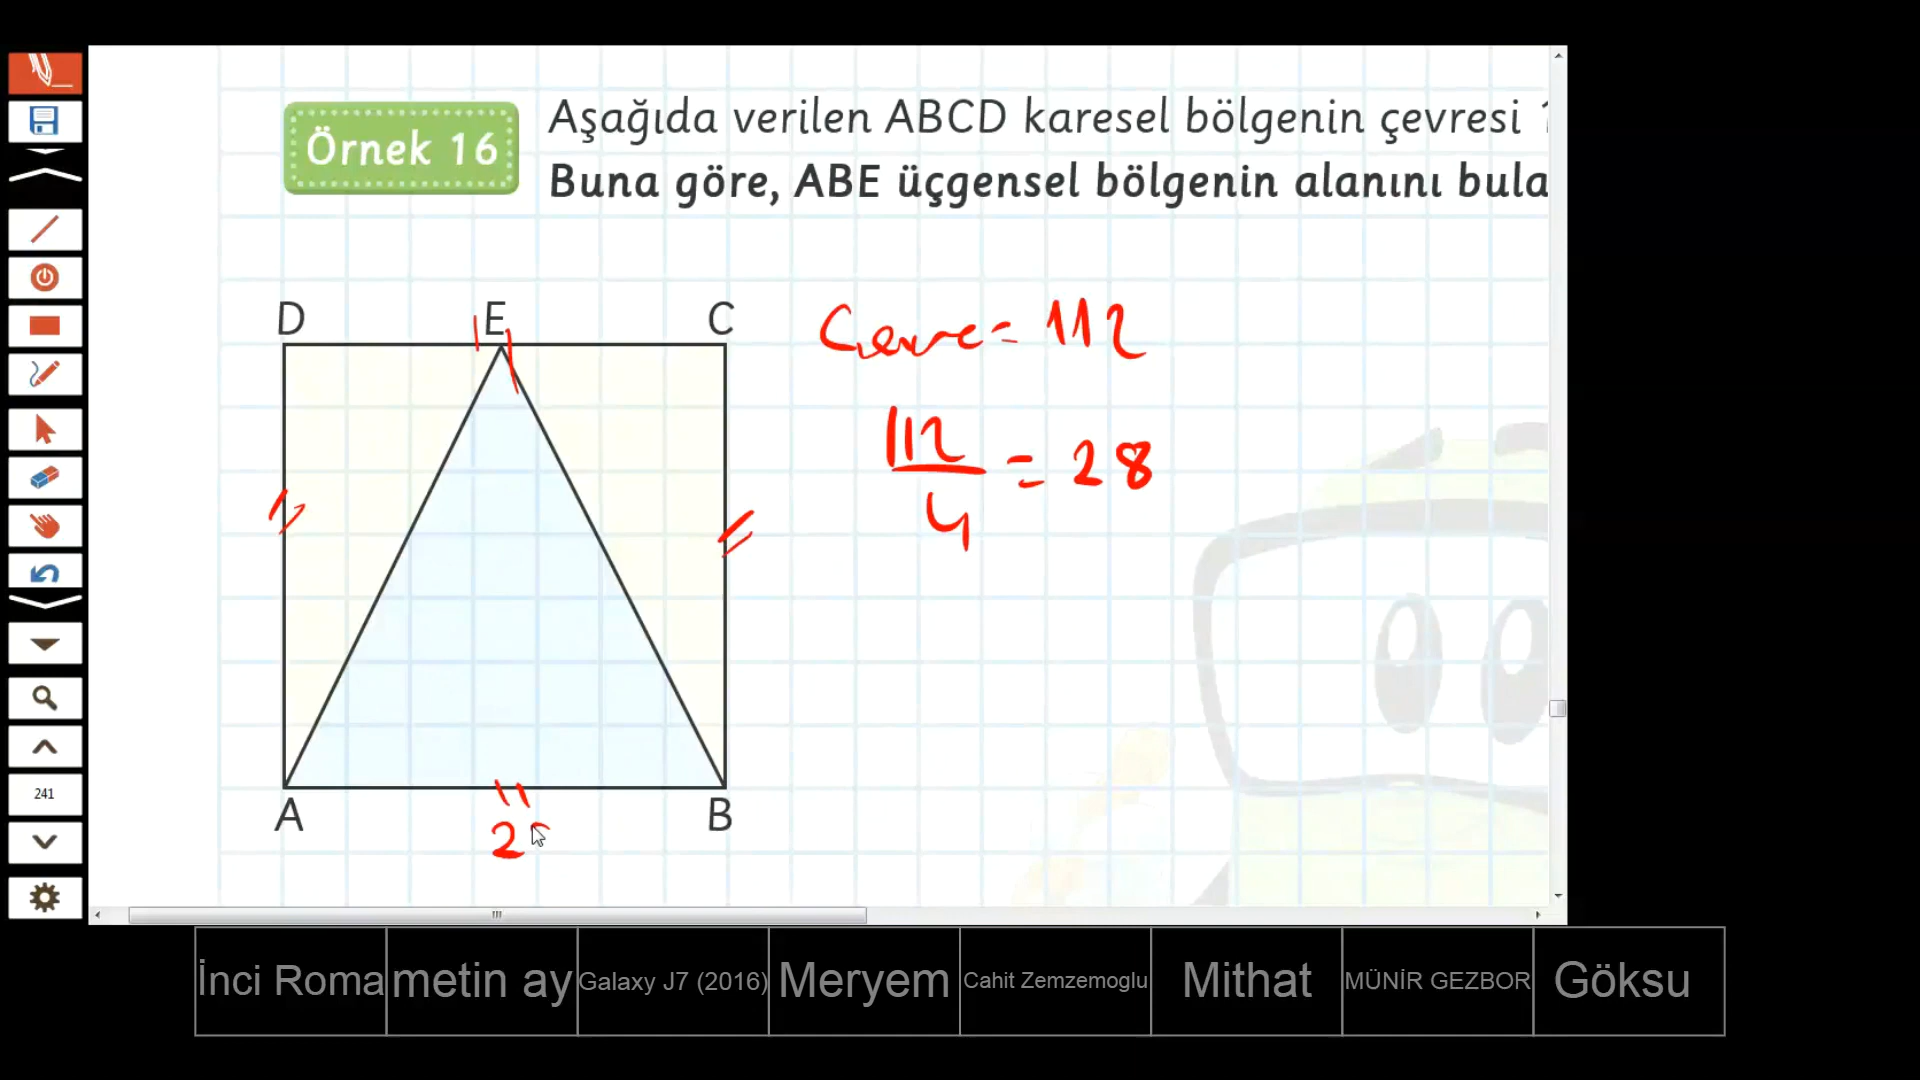 Örnek 16
Aşağıda verilen ABCD karesel bölgenin çevresi
Buna göre, ABE üçgensel bölgenin alanını bula
D E C
Çevre = 112
112
4
= 28
A B
2
241
İnci Roma metin ay Galaxy J7 (2016) Meryem Cahit Zemzemoglu Mithat MÜNİR GEZBOR Göksu